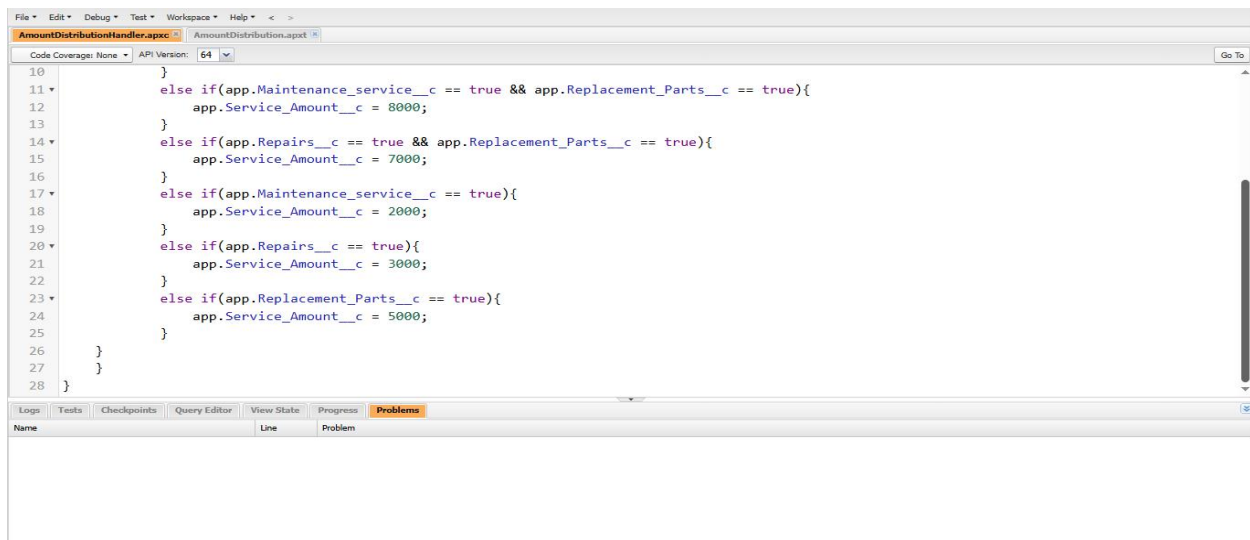 File Edit Debug Test Workspace Help < >
AmountDistributionHandler.apxc AmountDistribution.apxt
Code Coverage: None API Version: 64 Go To
10 }
11 else if(app.Maintenance_service__c == true && app.Replacement_Parts__c == true){
12 app.Service_Amount__c = 8000;
13 }
14 else if(app.Repairs__c == true && app.Replacement_Parts__c == true){
15 app.Service_Amount__c = 7000;
16 }
17 else if(app.Maintenance_service__c == true){
18 app.Service_Amount__c = 2000;
19 }
20 else if(app.Repairs__c == true){
21 app.Service_Amount__c = 3000;
22 }
23 else if(app.Replacement_Parts__c == true){
24 app.Service_Amount__c = 5000;
25 }
26 }
27 }
28 }
Logs Tests Checkpoints Query Editor View State Progress Problems
Name Line Problem